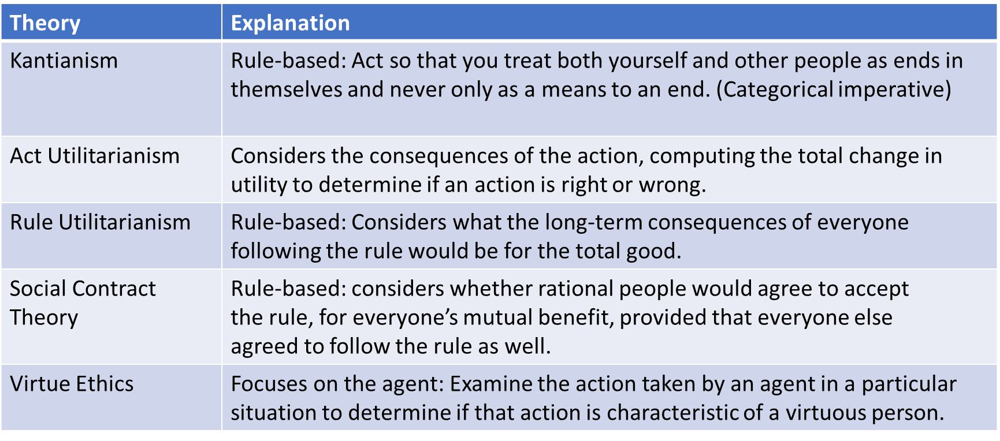 Theory
Explanation
Kantianism
Rule-based: Act so that you treat both yourself and other people as ends in
themselves and never only as a means to an end. (Categorical imperative)
Act Utilitarianism
Considers the consequences of the action, computing the total change in
utility to determine if an action is right or wrong.
Rule Utilitarianism
Rule-based: Considers what the long-term consequences of everyone
following the rule would be for the total good.
Social Contract
Theory
Rule-based: considers whether rational people would agree to accept
the rule, for everyone’s mutual benefit, provided that everyone else
agreed to follow the rule as well.
Virtue Ethics
Focuses on the agent: Examine the action taken by an agent in a particular
situation to determine if that action is characteristic of a virtuous person.